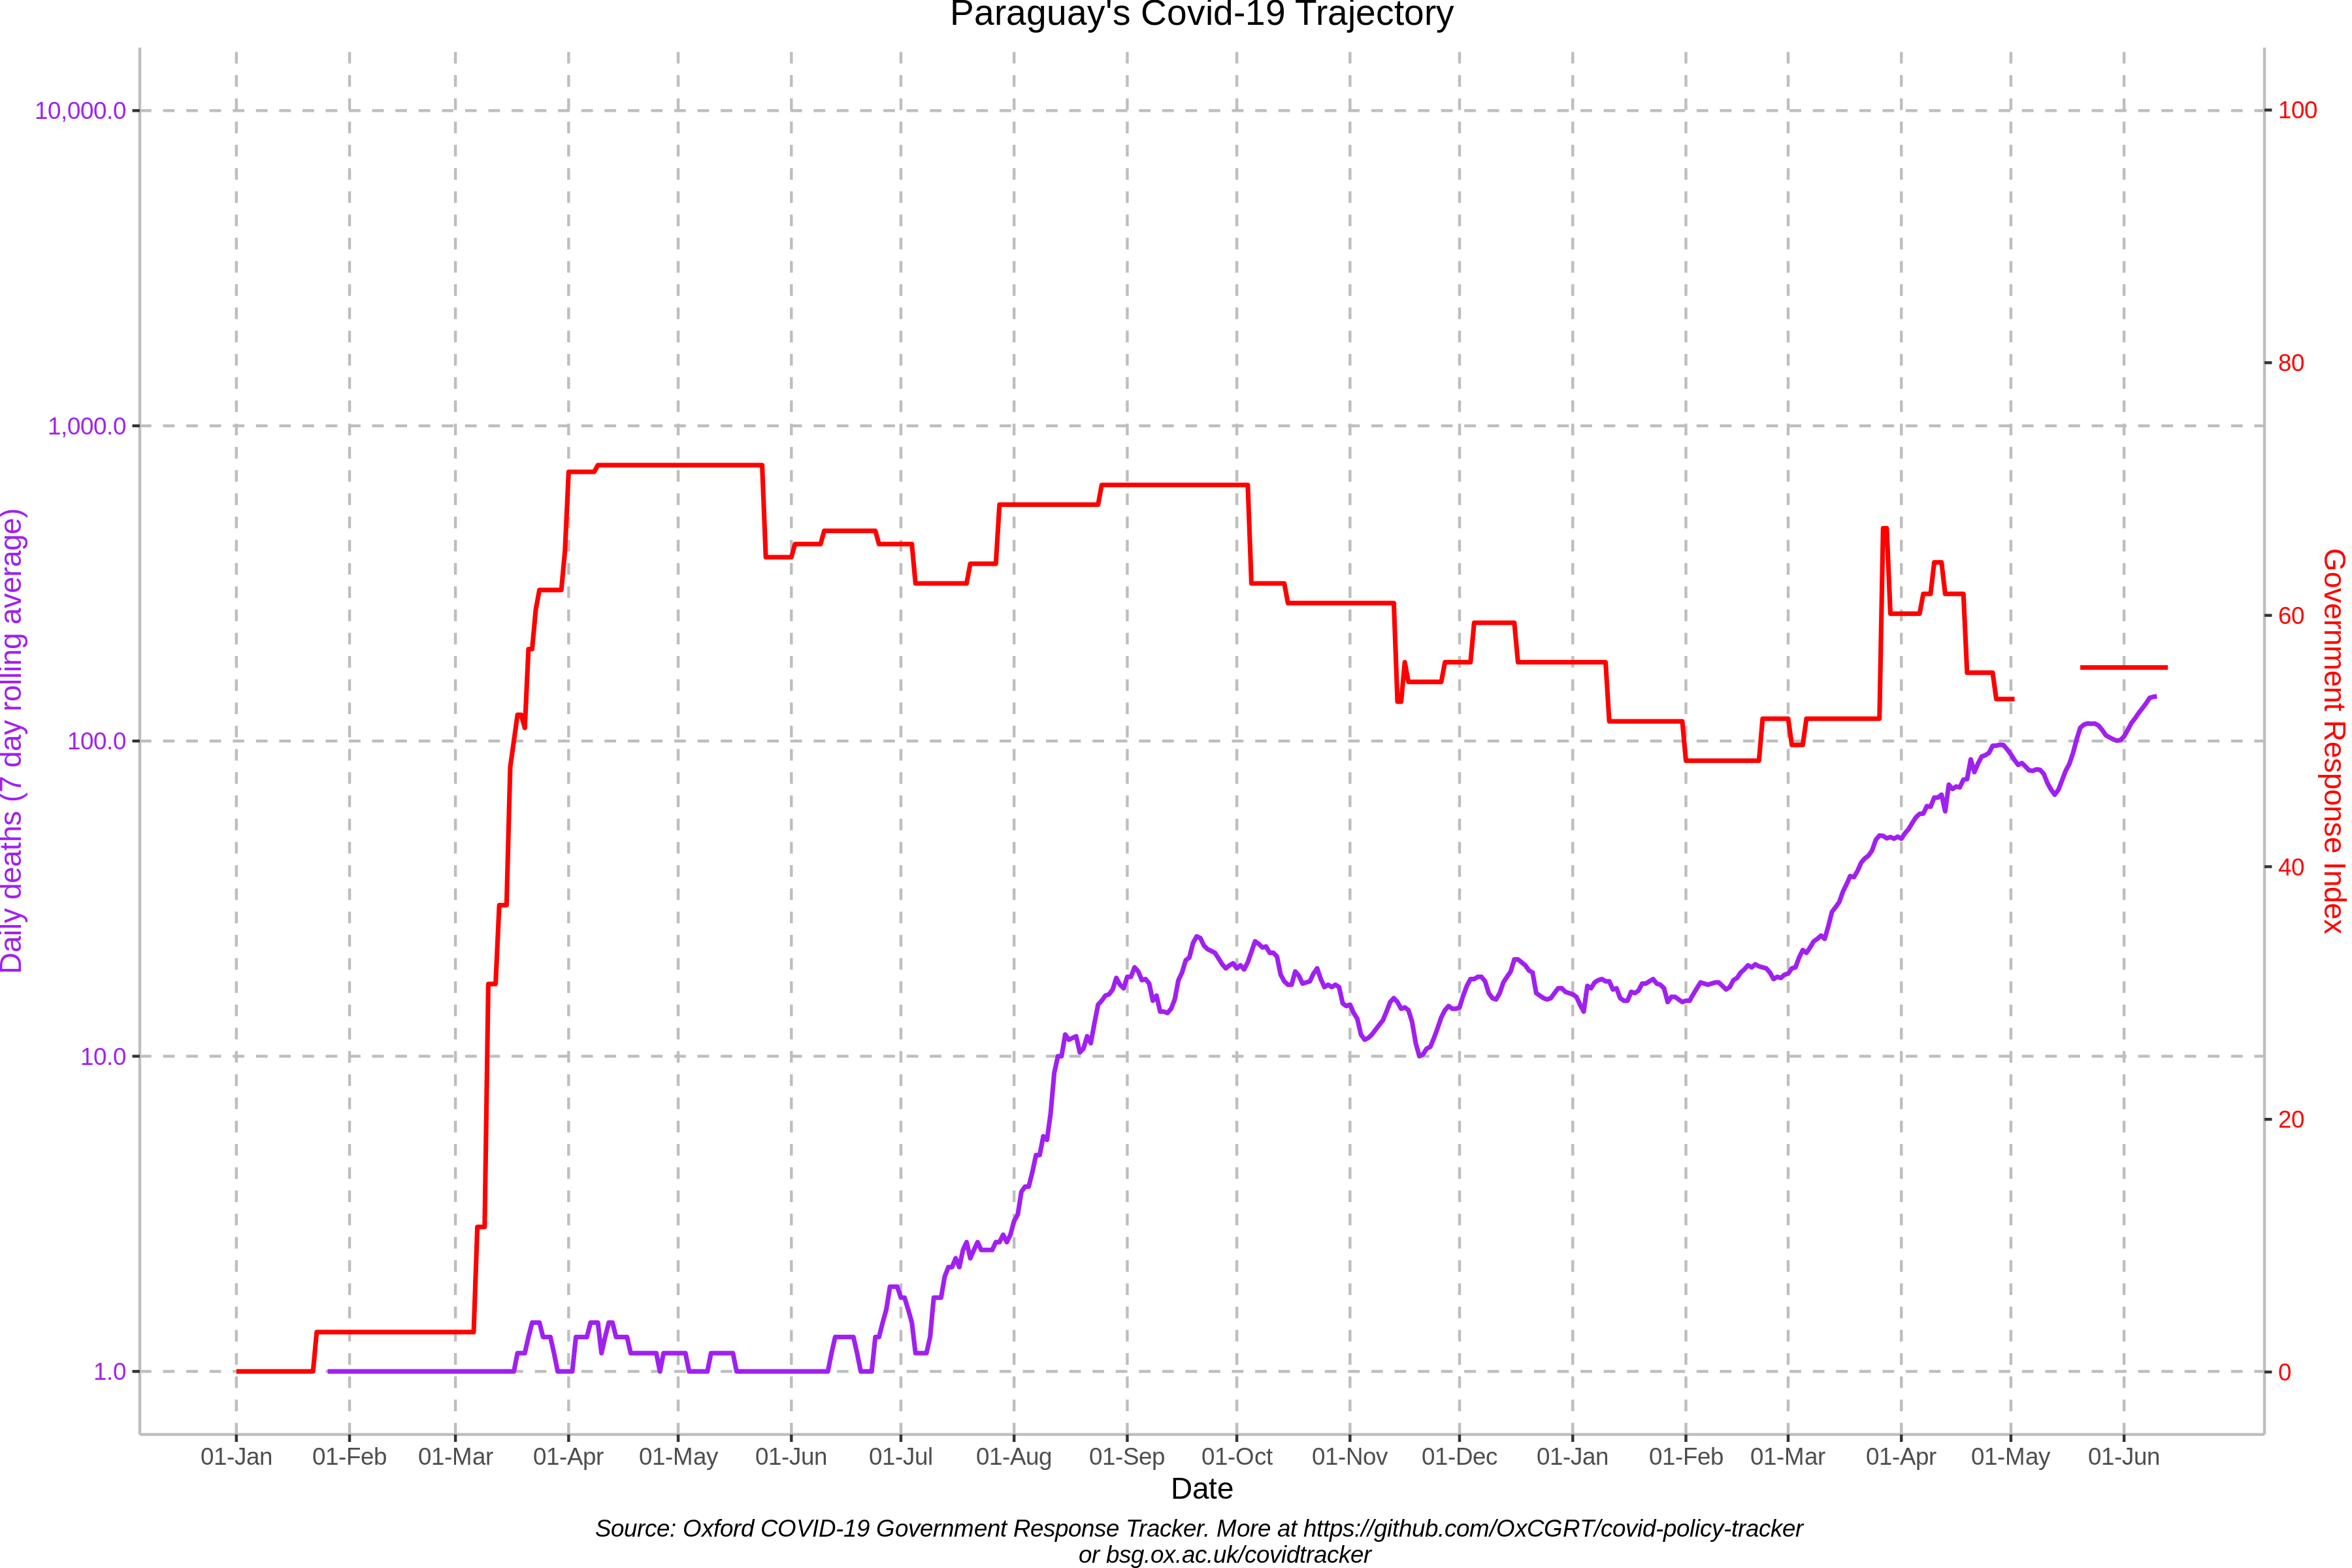 Paraguay's Covid-19 Trajectory
10,000.0
1,000.0
100.0
10.0
1.0
Daily deaths (7 day rolling average)
100
80
60
40
20
0
Government Response Index
01-Jan 01-Feb 01-Mar 01-Apr 01-May 01-Jun 01-Jul 01-Aug 01-Sep 01-Oct 01-Nov 01-Dec 01-Jan 01-Feb 01-Mar 01-Apr 01-May 01-Jun
Date
Source: Oxford COVID-19 Government Response Tracker. More at https://github.com/OxCGRT/covid-policy-tracker
or bsg.ox.ac.uk/covidtracker